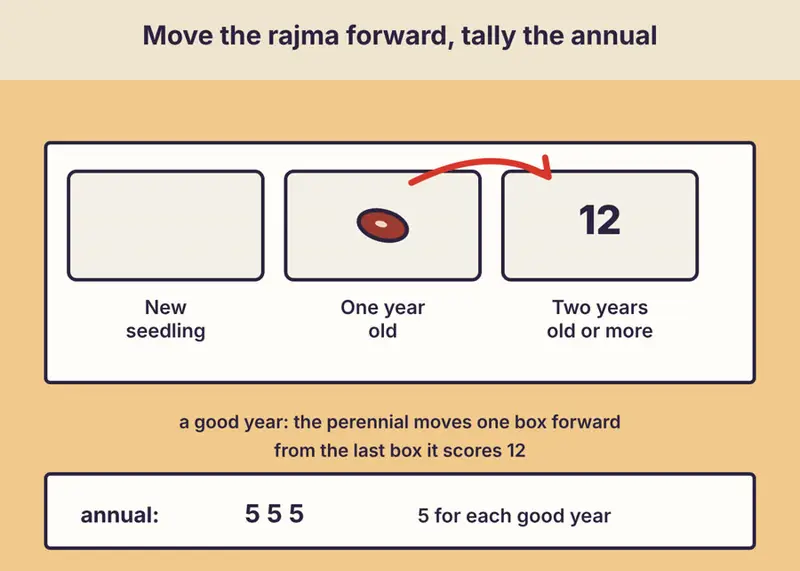 Move the rajma forward, tally the annual
12
New
seedling
One year
old
Two years
old or more
a good year: the perennial moves one box forward
from the last box it scores 12
annual: 5 5 5 5 for each good year